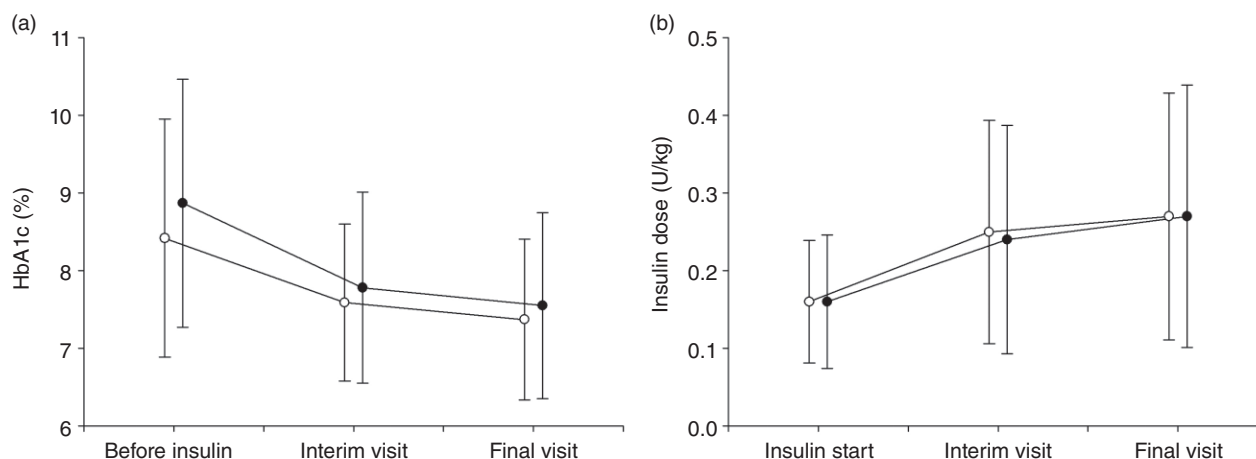 (a)
11
10
9
8
7
6
HbA1c (%)
Before insulin
Interim visit
Final visit
(b)
0.5
0.4
0.3
0.2
0.1
0.0
Insulin dose (U/kg)
Insulin start
Interim visit
Final visit